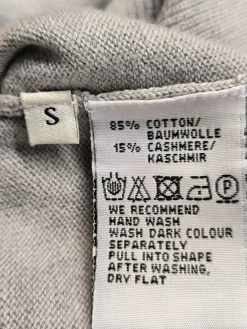 S
85% COTTON/
BAUMWOLLE
15% CASHMERE/
KASCHMIR
WE RECOMMEND
HAND WASH
WASH DARK COLOUR
SEPARATELY
PULL INTO SHAPE
AFTER WASHING,
DRY FLAT